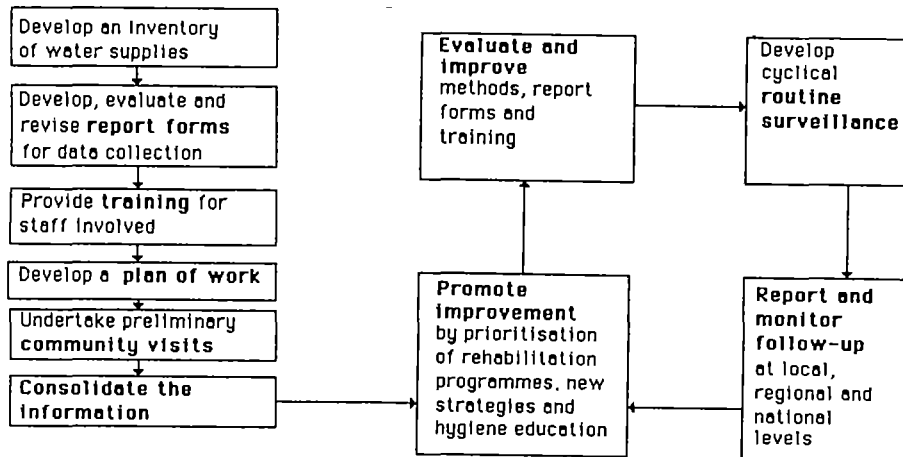 Develop an inventory
of water supplies
Develop, evaluate and
revise report forms
for data collection
Provide training for
staff involved
Develop a plan of work
Undertake preliminary
community visits
Consolidate the
information
Promote
improvement
by prioritisation
of rehabilitation
programmes, new
strategies and
hygiene education
Evaluate and
improve
methods, report
forms and
training
Develop
cyclical
routine
surveillance
Report and
monitor
follow-up
at local,
regional and
national
levels